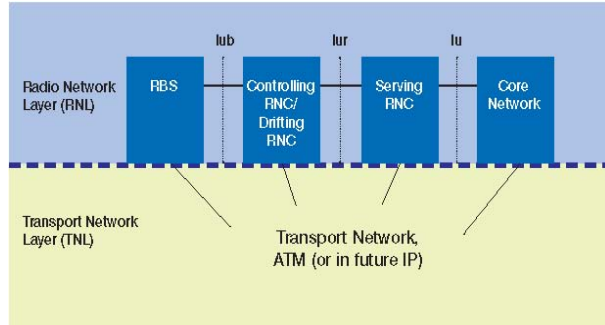 Iub
Iur
Iu
Radio Network
Layer (RNL)
RBS
Controlling
RNC/
Drifting
RNC
Serving
RNC
Core
Network
Transport Network
Layer (TNL)
Transport Network,
ATM (or in future IP)